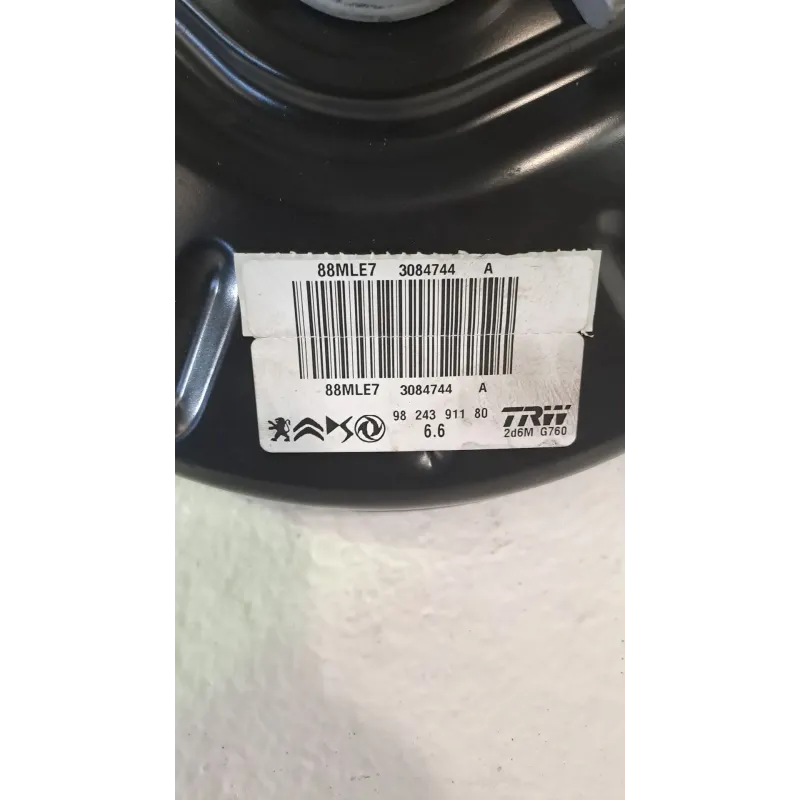 88MLE7 3084744 A
88MLE7 3084744 A
98 243 911 80
6.6
TRW
2d6M G760